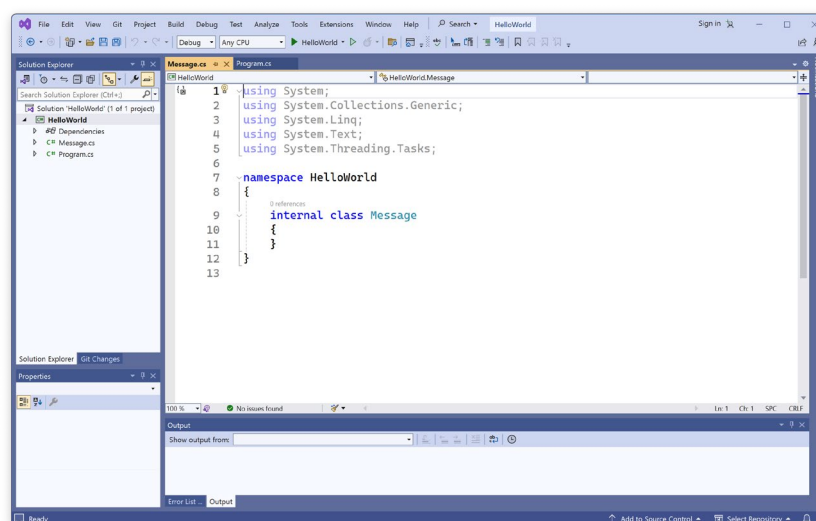 File Edit View Git Project Build Debug Test Analyze Tools Extensions Window Help Search HelloWorld Sign in
Debug Any CPU HelloWorld
Solution Explorer
Search Solution Explorer (Ctrl+;)
Solution 'HelloWorld' (1 of 1 project)
HelloWorld
Dependencies
C# Message.cs
C# Program.cs
Solution Explorer Git Changes
Properties
Message.cs Program.cs
HelloWorld HelloWorld.Message
1 using System;
2 using System.Collections.Generic;
3 using System.Linq;
4 using System.Text;
5 using System.Threading.Tasks;
6
7 namespace HelloWorld
8 {
0 references
9 internal class Message
10 {
11 }
12 }
13
100 % No issues found Ln: 1 Ch: 1 SPC CRLF
Output
Show output from:
Error List ... Output
Ready Add to Source Control Select Repository